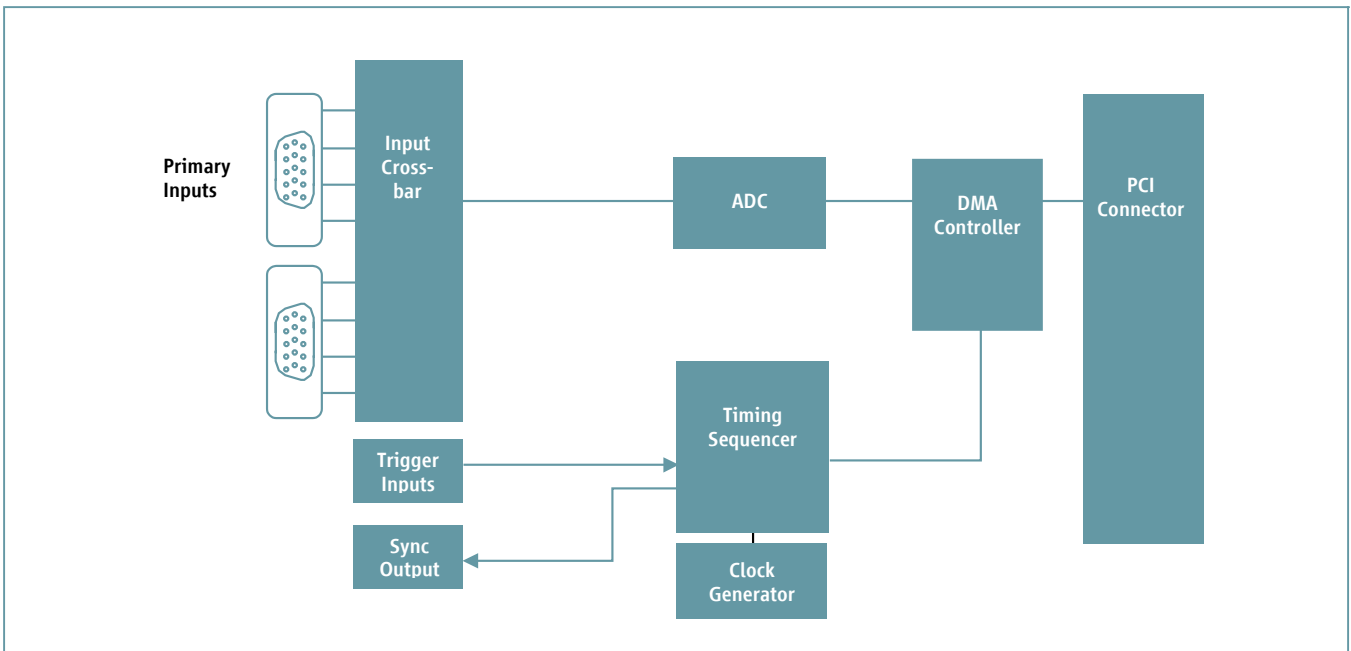 Primary
Inputs
Input
Cross-
bar
ADC
DMA
Controller
PCI
Connector
Timing
Sequencer
Trigger
Inputs
Sync
Output
Clock
Generator